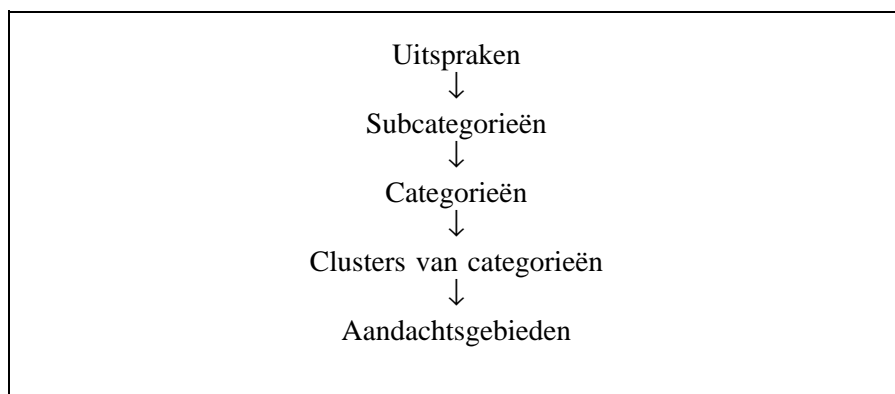 Uitspraken
↓
Subcategorieën
↓
Categorieën
↓
Clusters van categorieën
↓
Aandachtsgebieden